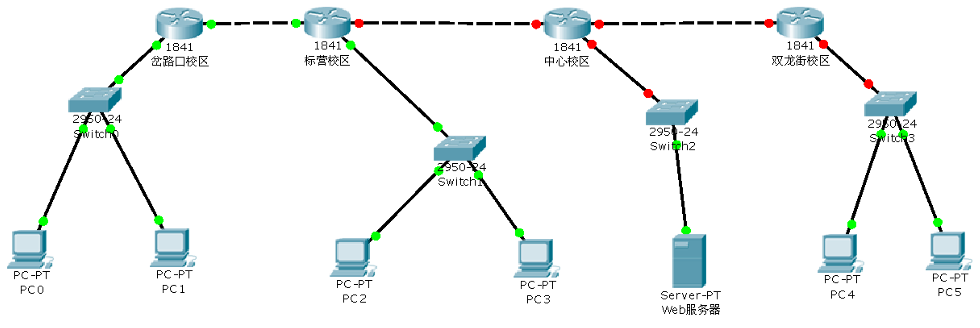 1841
岔路口校区
1841
标营校区
1841
中心校区
1841
双龙街校区
2950-24
Switch0
2950-24
Switch1
2950-24
Switch2
2950-24
Switch3
PC-PT
PC0
PC-PT
PC1
PC-PT
PC2
PC-PT
PC3
Server-PT
Web服务器
PC-PT
PC4
PC-PT
PC5